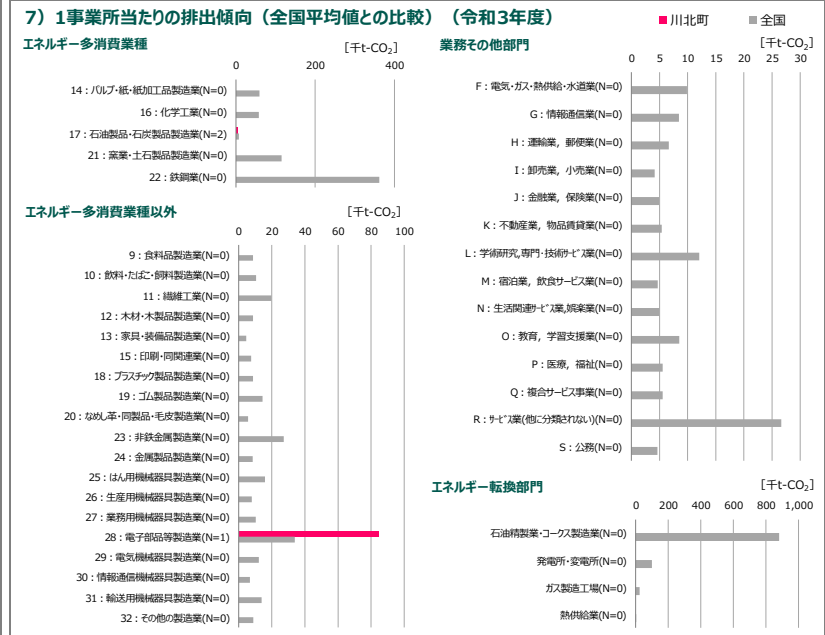 7）1事業所当たりの排出傾向（全国平均値との比較）（令和3年度）
■川北町 ■全国
エネルギー多消費業種
[千t-CO₂]
0 200 400
14：パルプ・紙・紙加工品製造業(N=0)
16：化学工業(N=0)
17：石油製品・石炭製品製造業(N=2)
21：窯業・土石製品製造業(N=0)
22：鉄鋼業(N=0)
エネルギー多消費業種以外
[千t-CO₂]
0 20 40 60 80 100
9：食料品製造業(N=0)
10：飲料・たばこ・飼料製造業(N=0)
11：繊維工業(N=0)
12：木材・木製品製造業(N=0)
13：家具・装備品製造業(N=0)
15：印刷・同関連業(N=0)
18：プラスチック製品製造業(N=0)
19：ゴム製品製造業(N=0)
20：なめし革・同製品・毛皮製造業(N=0)
23：非鉄金属製造業(N=0)
24：金属製品製造業(N=0)
25：はん用機械器具製造業(N=0)
26：生産用機械器具製造業(N=0)
27：業務用機械器具製造業(N=0)
28：電子部品等製造業(N=1)
29：電気機械器具製造業(N=0)
30：情報通信機械器具製造業(N=0)
31：輸送用機械器具製造業(N=0)
32：その他の製造業(N=0)
業務その他部門
[千t-CO₂]
0 5 10 15 20 25 30
F：電気・ガス・熱供給・水道業(N=0)
G：情報通信業(N=0)
H：運輸業，郵便業(N=0)
I：卸売業，小売業(N=0)
J：金融業，保険業(N=0)
K：不動産業，物品賃貸業(N=0)
L：学術研究,専門・技術ｻｰﾋﾞｽ業(N=0)
M：宿泊業，飲食サービス業(N=0)
N：生活関連ｻｰﾋﾞｽ業,娯楽業(N=0)
O：教育，学習支援業(N=0)
P：医療，福祉(N=0)
Q：複合サービス事業(N=0)
R：ｻｰﾋﾞｽ業(他に分類されない)(N=0)
S：公務(N=0)
エネルギー転換部門
[千t-CO₂]
0 200 400 600 800 1,000
石油精製業・コークス製造業(N=0)
発電所・変電所(N=0)
ガス製造工場(N=0)
熱供給業(N=0)